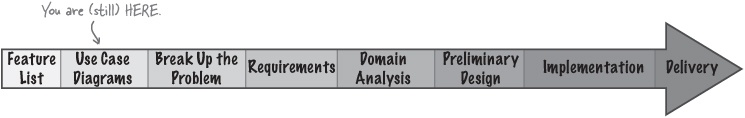 You are (still) HERE.
Feature
List
Use Case
Diagrams
Break Up the
Problem
Requirements
Domain
Analysis
Preliminary
Design
Implementation
Delivery